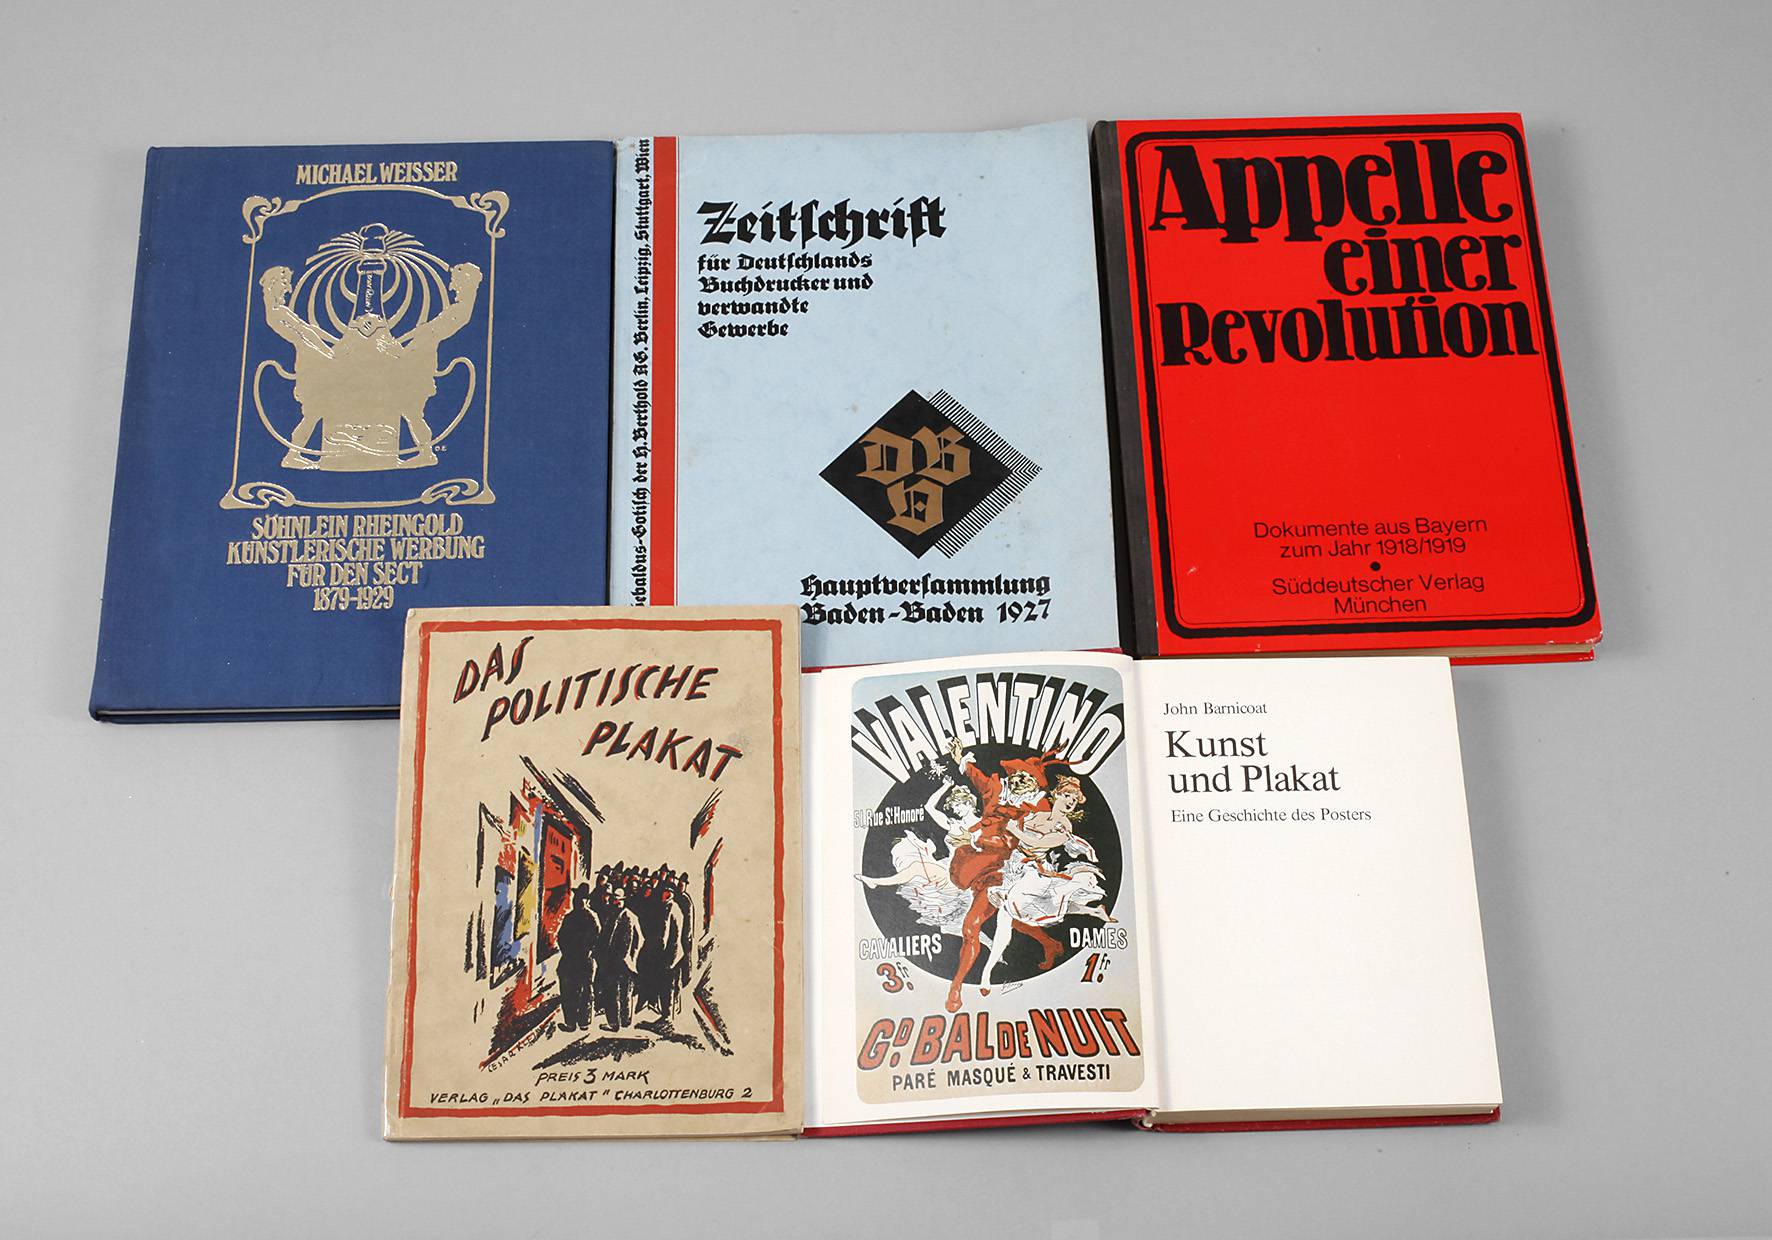 MICHAEL WEISSER
SÖHNLEIN RHEINGOLD
KÜNSTLERISCHE WERBUNG
FÜR DEN SECT
1879-1929
Gotisch der H. Berthold AG. Berlin, Leipzig, Stuttgart, Wien
Zeitschrift
für Deutschlands
Buchdrucker und
verwandte
Gewerbe
DBV
Hauptversammlung
Baden-Baden 1927
Appelle
einer
Revolution
Dokumente aus Bayern
zum Jahr 1918/1919
Süddeutscher Verlag
München
DAS
POLITISCHE
PLAKAT
PREIS 3 MARK
VERLAG „DAS PLAKAT" CHARLOTTENBURG 2
VALENTINO
51, Rue St Honoré
CAVALIERS
3.fr
DAMES
1.fr
GD. BAL DE NUIT
PARÉ MASQUÉ & TRAVESTI
John Barnicoat
Kunst
und Plakat
Eine Geschichte des Posters